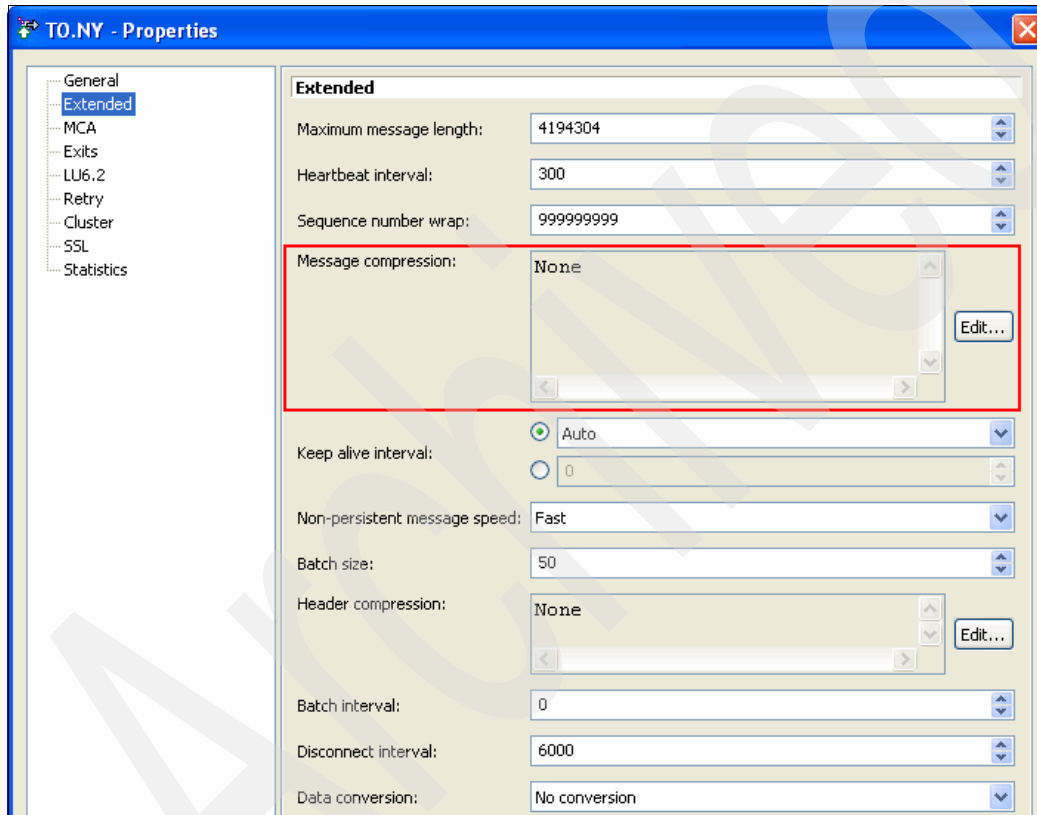 TO.NY - Properties
General
Extended
MCA
Exits
LU6.2
Retry
Cluster
SSL
Statistics
Extended
Maximum message length: 4194304
Heartbeat interval: 300
Sequence number wrap: 999999999
Message compression: None
Edit...
Keep alive interval: Auto
0
Non-persistent message speed: Fast
Batch size: 50
Header compression: None
Edit...
Batch interval: 0
Disconnect interval: 6000
Data conversion: No conversion
Archived